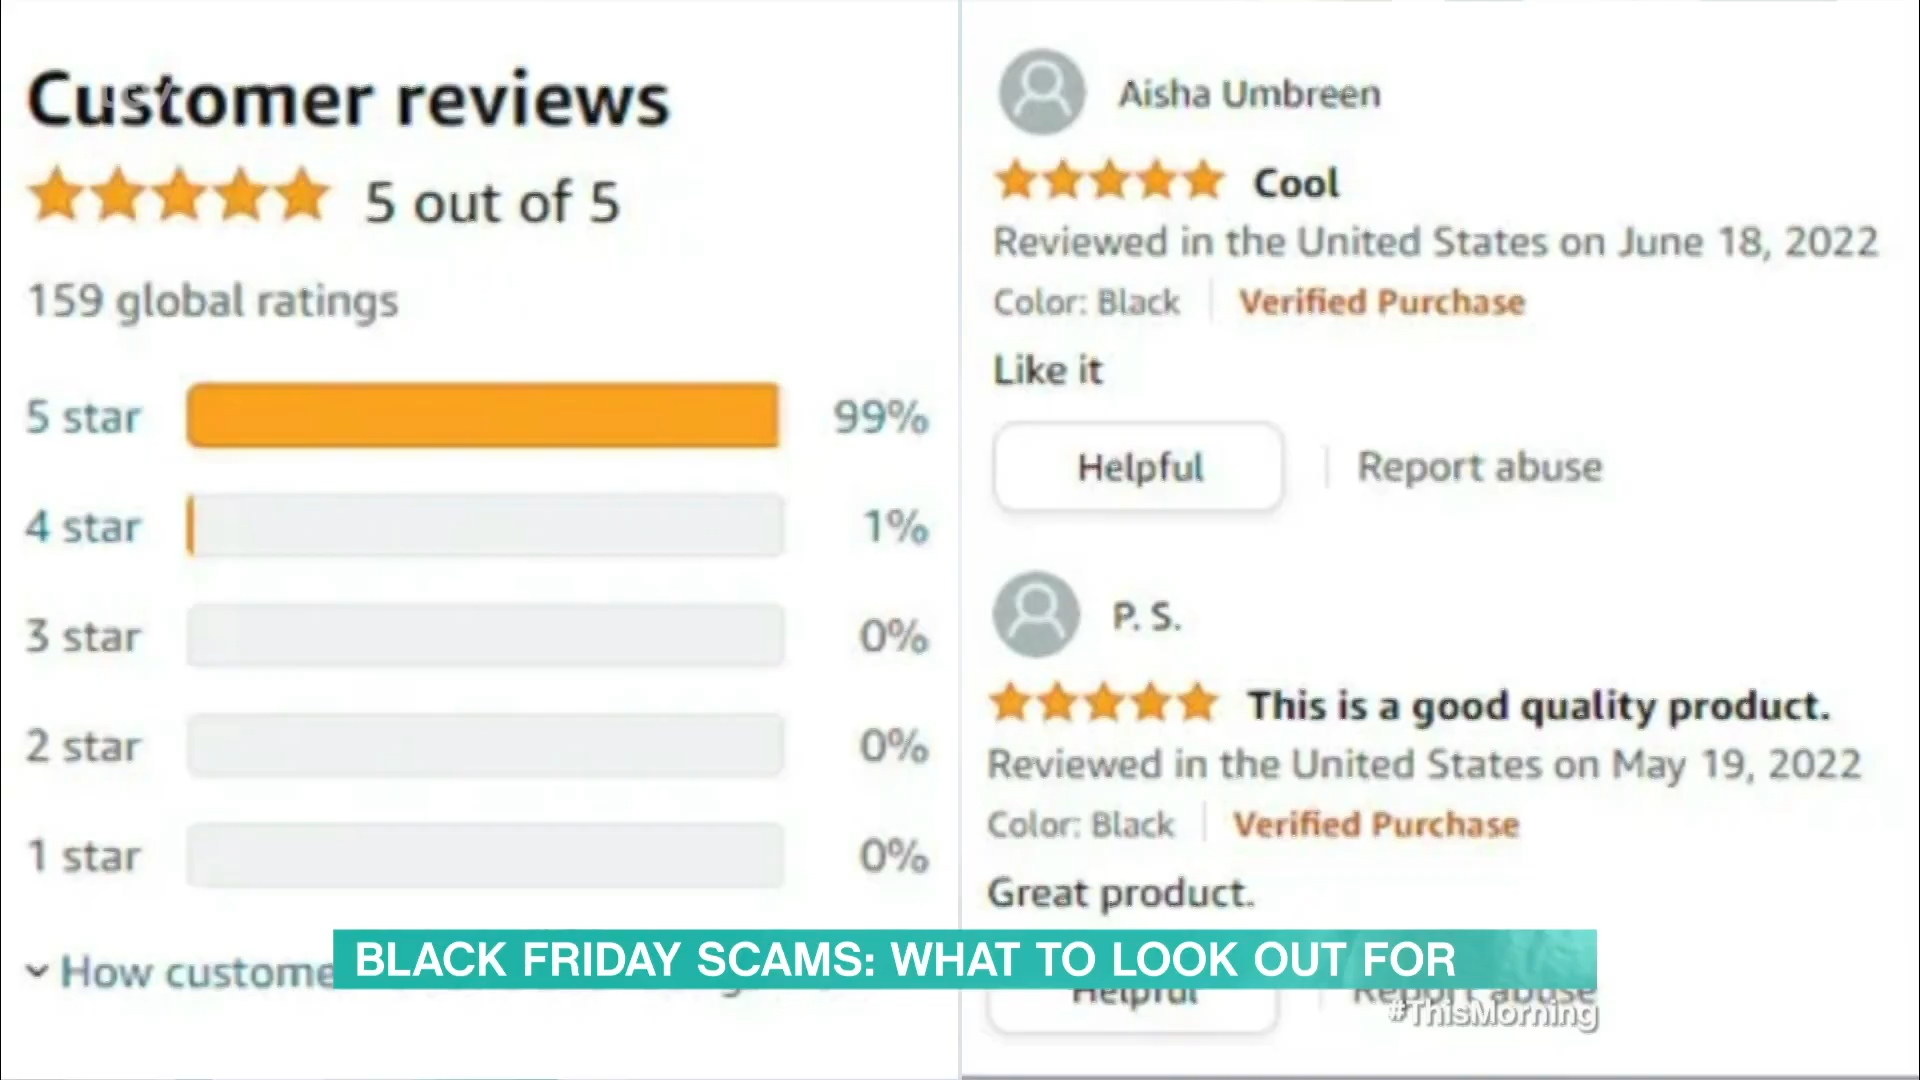 Customer reviews
5 out of 5
159 global ratings
5 star 99%
4 star 1%
3 star 0%
2 star 0%
1 star 0%
How custome
Aisha Umbreen
Cool
Reviewed in the United States on June 18, 2022
Color: Black Verified Purchase
Like it
Helpful Report abuse
P. S.
This is a good quality product.
Reviewed in the United States on May 19, 2022
Color: Black Verified Purchase
Great product.
Helpful Report abuse
BLACK FRIDAY SCAMS: WHAT TO LOOK OUT FOR
#ThisMorning